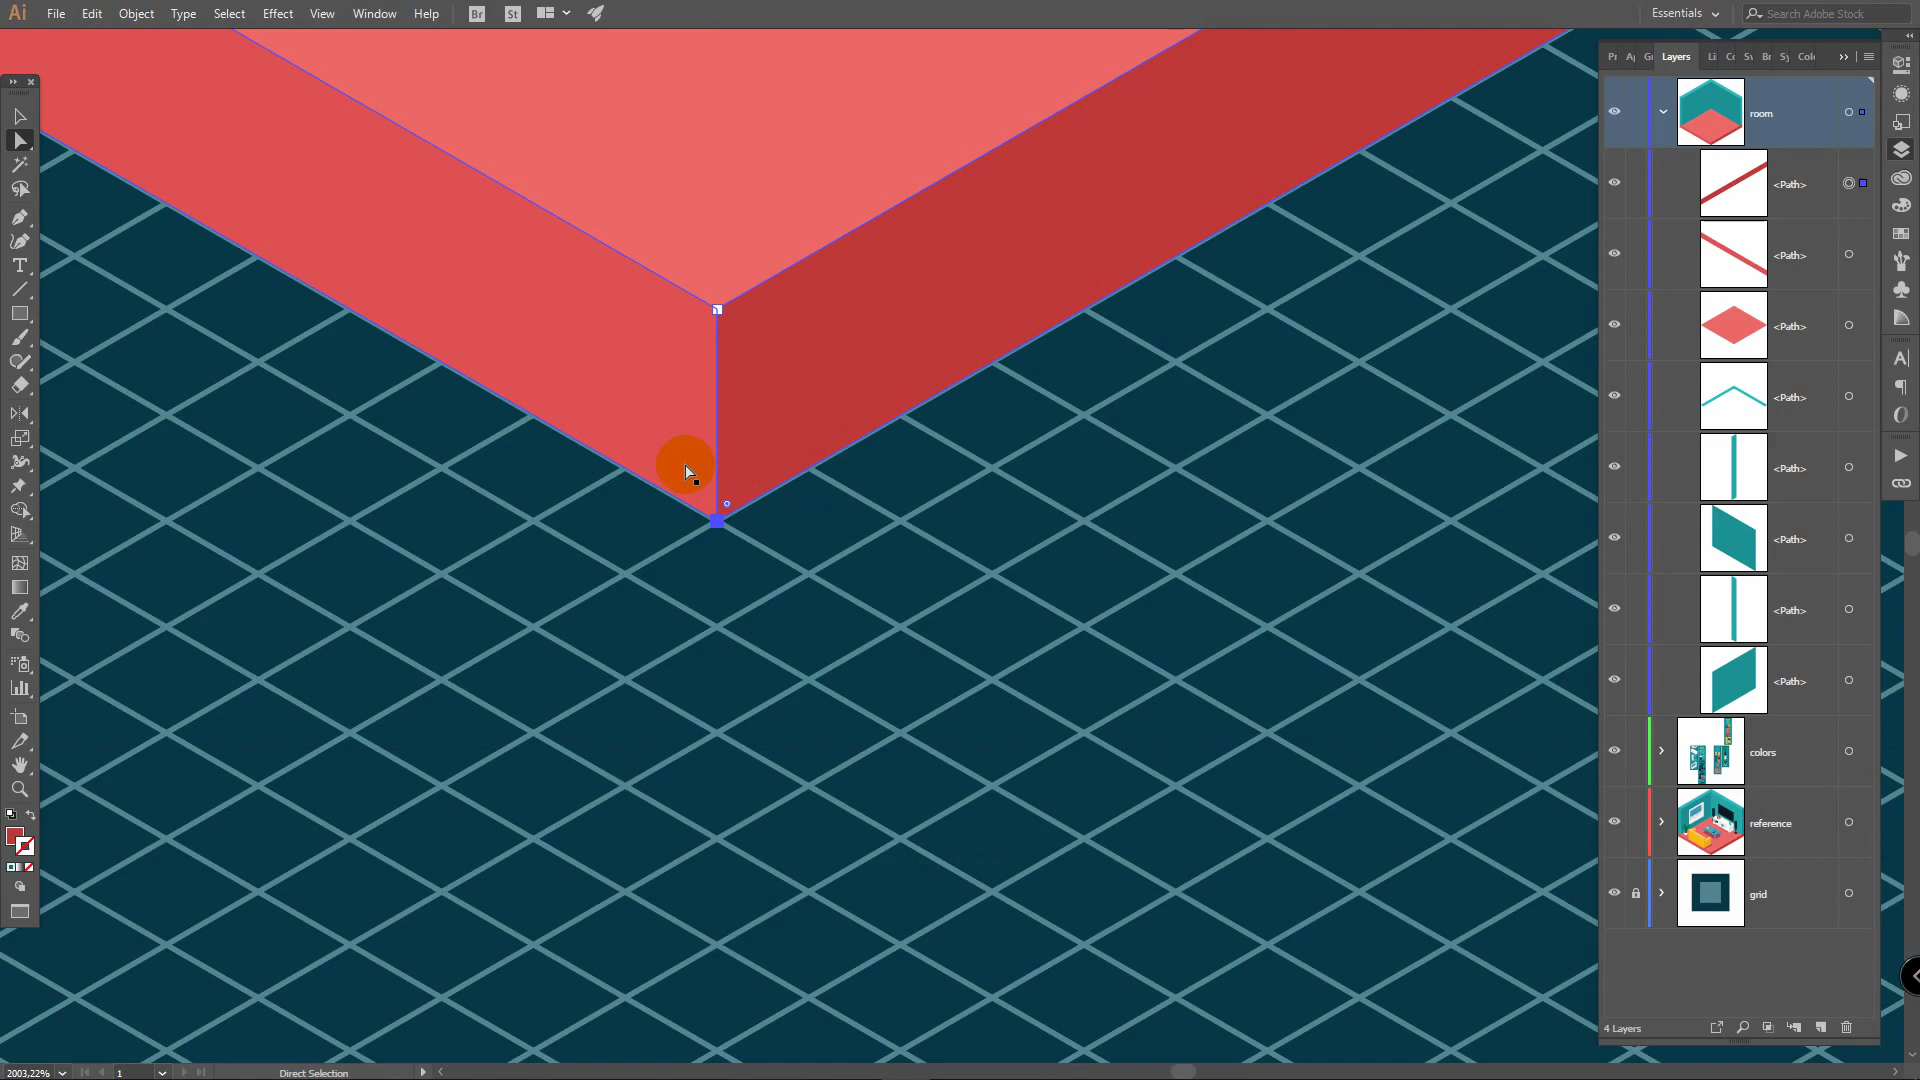 Ai File Edit Object Type Select Effect View Window Help Br St Essentials Search Adobe Stock
Layers
room
<Path>
<Path>
<Path>
<Path>
<Path>
<Path>
<Path>
<Path>
colors
reference
grid
4 Layers
2003,22% 1 Direct Selection